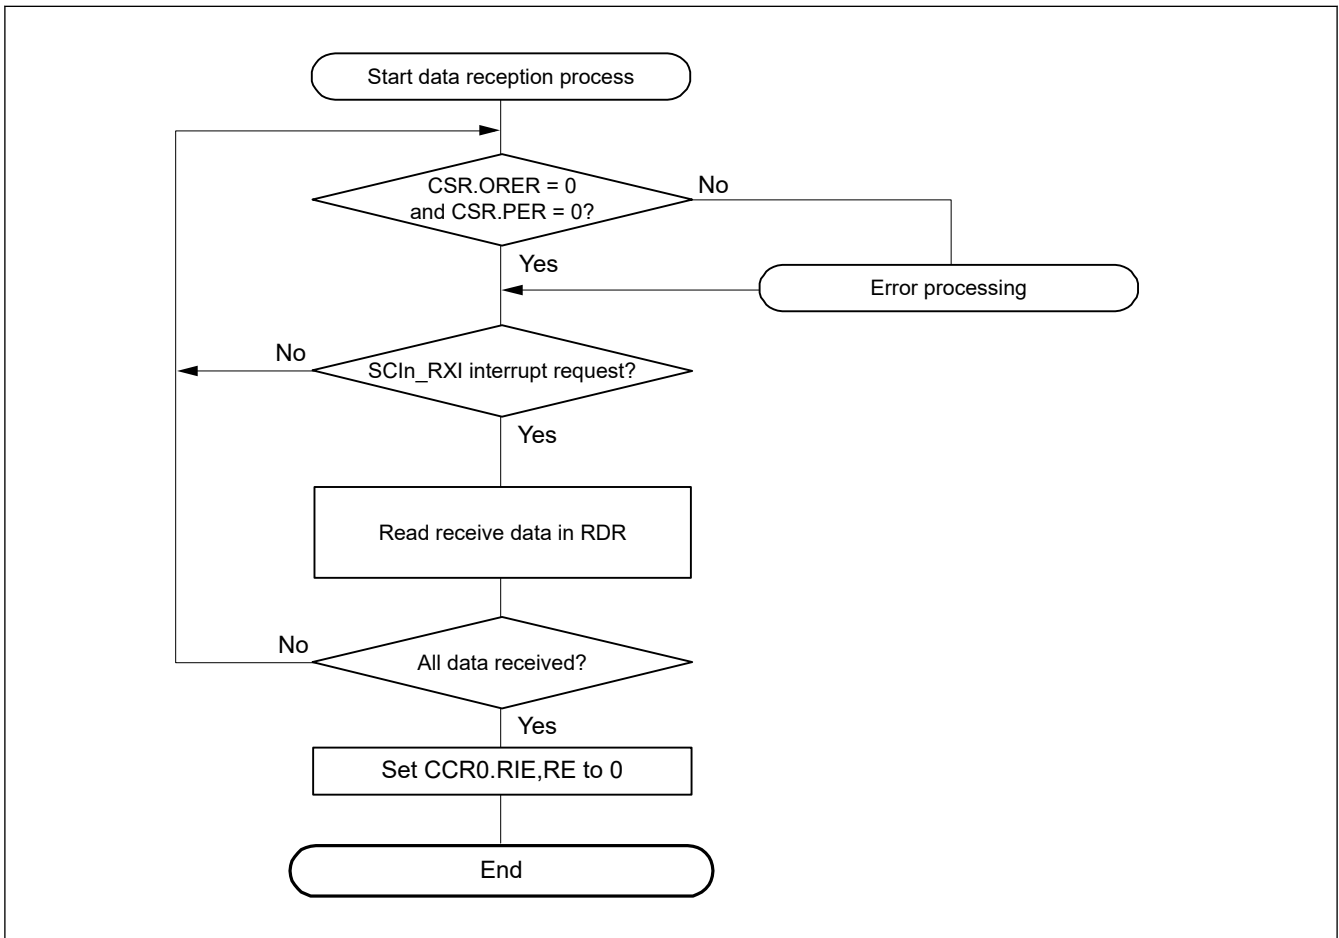 Start data reception process
CSR.ORER = 0
and CSR.PER = 0?
No
Yes
Error processing
No
SCIn_RXI interrupt request?
Yes
Read receive data in RDR
No
All data received?
Yes
Set CCR0.RIE,RE to 0
End